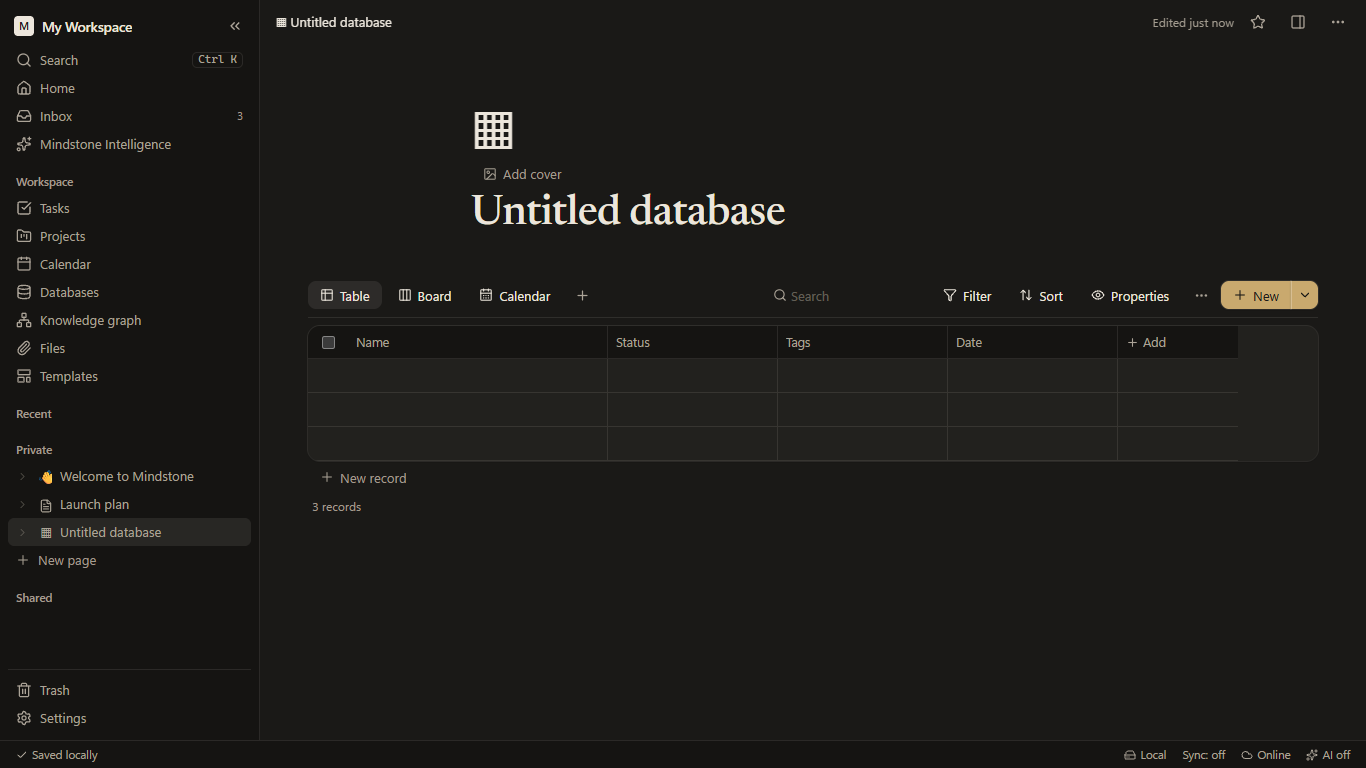 M My Workspace
Search Ctrl K
Home
Inbox 3
Mindstone Intelligence
Workspace
Tasks
Projects
Calendar
Databases
Knowledge graph
Files
Templates
Recent
Private
Welcome to Mindstone
Launch plan
Untitled database
New page
Shared
Trash
Settings
Untitled database
Edited just now
Add cover
Untitled database
Table Board Calendar Search Filter Sort Properties New
Name Status Tags Date Add
New record
3 records
Saved locally
Local Sync: off Online AI off